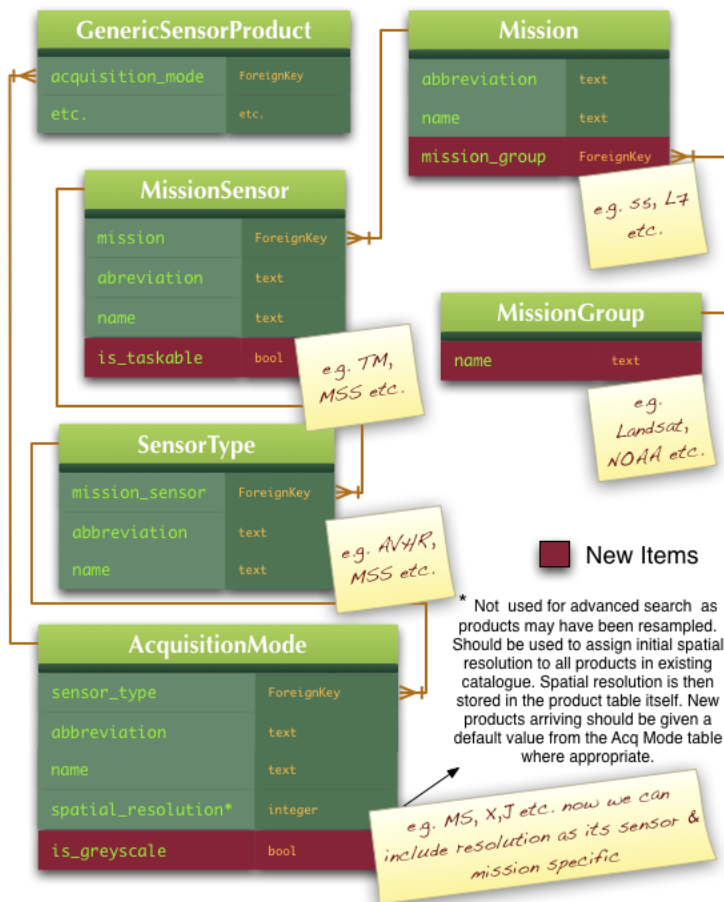 GenericSensorProduct
acquisition_mode ForeignKey
etc. etc.
Mission
abbreviation text
name text
mission_group ForeignKey
e.g. S5, L7
etc.
MissionSensor
mission ForeignKey
abreviation text
name text
is_taskable bool
e.g. TM,
MSS etc.
MissionGroup
name text
e.g.
Landsat,
NOAA etc.
SensorType
mission_sensor ForeignKey
abbreviation text
name text
e.g. AVHR,
MSS etc.
New Items
* Not used for advanced search as
products may have been resampled.
Should be used to assign initial spatial
resolution to all products in existing
catalogue. Spatial resolution is then
stored in the product table itself. New
products arriving should be given a
default value from the Acq Mode table
where appropriate.
AcquisitionMode
sensor_type ForeignKey
abbreviation text
name text
spatial_resolution* integer
is_greyscale bool
e.g. MS, X,J etc. now we can
include resolution as its sensor &
mission specific